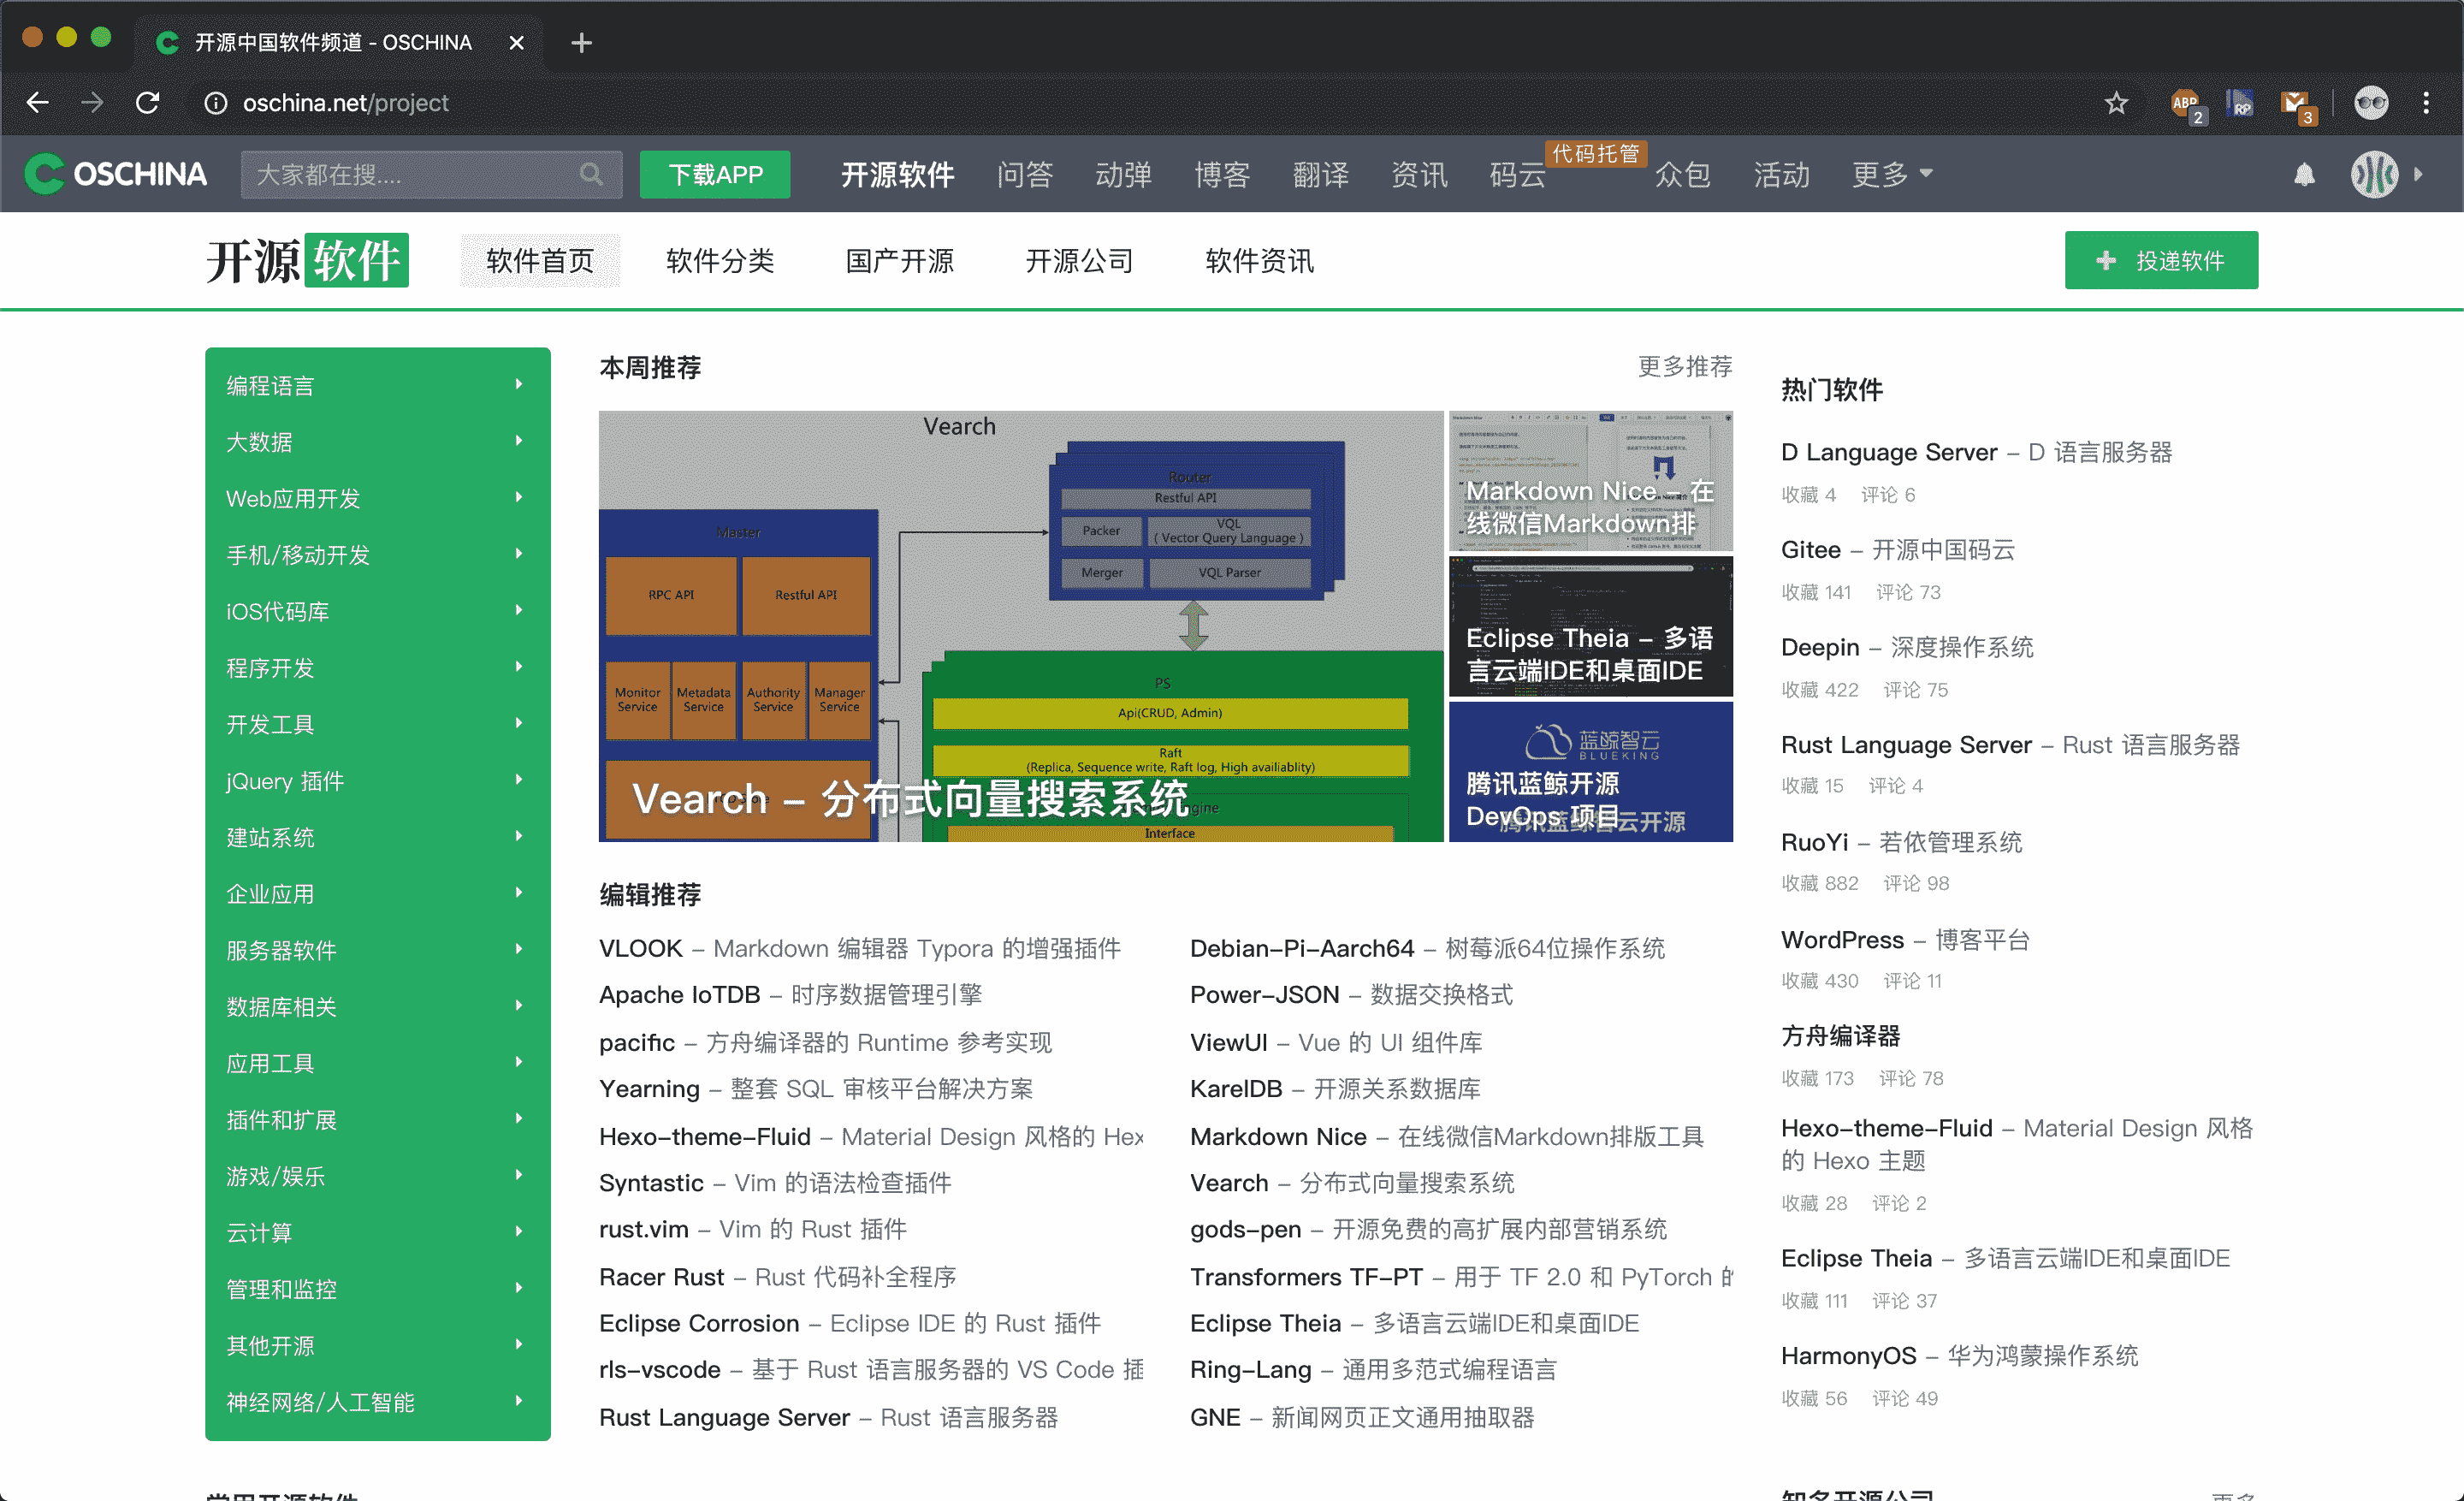 开源中国软件频道 - OSCHINA
oschina.net/project
ABP
2
RP
3
OSCHINA
大家都在搜....
下载APP
开源软件
问答
动弹
博客
翻译
资讯
码云
代码托管
众包
活动
更多
开源软件
软件首页
软件分类
国产开源
开源公司
软件资讯
投递软件
编程语言
大数据
Web应用开发
手机/移动开发
iOS代码库
程序开发
开发工具
jQuery 插件
建站系统
企业应用
服务器软件
数据库相关
应用工具
插件和扩展
游戏/娱乐
云计算
管理和监控
其他开源
神经网络/人工智能
本周推荐
更多推荐
Vearch
Master
RPC API
Restful API
Monitor Service
Metadata Service
Authority Service
Manager Service
Router
Restful API
Packer
VQL
( Vector Query Language )
Merger
VQL Parser
PS
Api(CRUD, Admin)
Raft
(Replica, Sequence write, Raft log, High availiablity)
Interface
Vearch – 分布式向量搜索系统
Markdown Nice – 在
线微信Markdown排
Eclipse Theia – 多语
言云端IDE和桌面IDE
蓝鲸智云
BLUEKING
腾讯蓝鲸开源
DevOps 项目
腾讯蓝鲸智云开源
编辑推荐
VLOOK – Markdown 编辑器 Typora 的增强插件
Apache IoTDB – 时序数据管理引擎
pacific – 方舟编译器的 Runtime 参考实现
Yearning – 整套 SQL 审核平台解决方案
Hexo-theme-Fluid – Material Design 风格的 Hex
Syntastic – Vim 的语法检查插件
rust.vim – Vim 的 Rust 插件
Racer Rust – Rust 代码补全程序
Eclipse Corrosion – Eclipse IDE 的 Rust 插件
rls-vscode – 基于 Rust 语言服务器的 VS Code 插
Rust Language Server – Rust 语言服务器
Debian-Pi-Aarch64 – 树莓派64位操作系统
Power-JSON – 数据交换格式
ViewUI – Vue 的 UI 组件库
KarelDB – 开源关系数据库
Markdown Nice – 在线微信Markdown排版工具
Vearch – 分布式向量搜索系统
gods-pen – 开源免费的高扩展内部营销系统
Transformers TF-PT – 用于 TF 2.0 和 PyTorch 的
Eclipse Theia – 多语言云端IDE和桌面IDE
Ring-Lang – 通用多范式编程语言
GNE – 新闻网页正文通用抽取器
热门软件
D Language Server – D 语言服务器
收藏 4 评论 6
Gitee – 开源中国码云
收藏 141 评论 73
Deepin – 深度操作系统
收藏 422 评论 75
Rust Language Server – Rust 语言服务器
收藏 15 评论 4
RuoYi – 若依管理系统
收藏 882 评论 98
WordPress – 博客平台
收藏 430 评论 11
方舟编译器
收藏 173 评论 78
Hexo-theme-Fluid – Material Design 风格
的 Hexo 主题
收藏 28 评论 2
Eclipse Theia – 多语言云端IDE和桌面IDE
收藏 111 评论 37
HarmonyOS – 华为鸿蒙操作系统
收藏 56 评论 49
常用开源软件
知名开源公司
更多